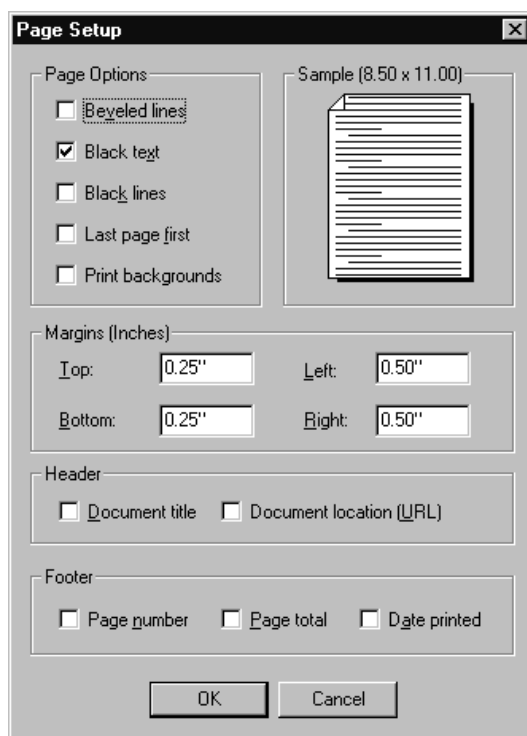 Page Setup
Page Options
Beveled lines
Black text
Black lines
Last page first
Print backgrounds
Sample (8.50 x 11.00)
Margins (Inches)
Top: 0.25" Left: 0.50"
Bottom: 0.25" Right: 0.50"
Header
Document title Document location (URL)
Footer
Page number Page total Date printed
OK Cancel